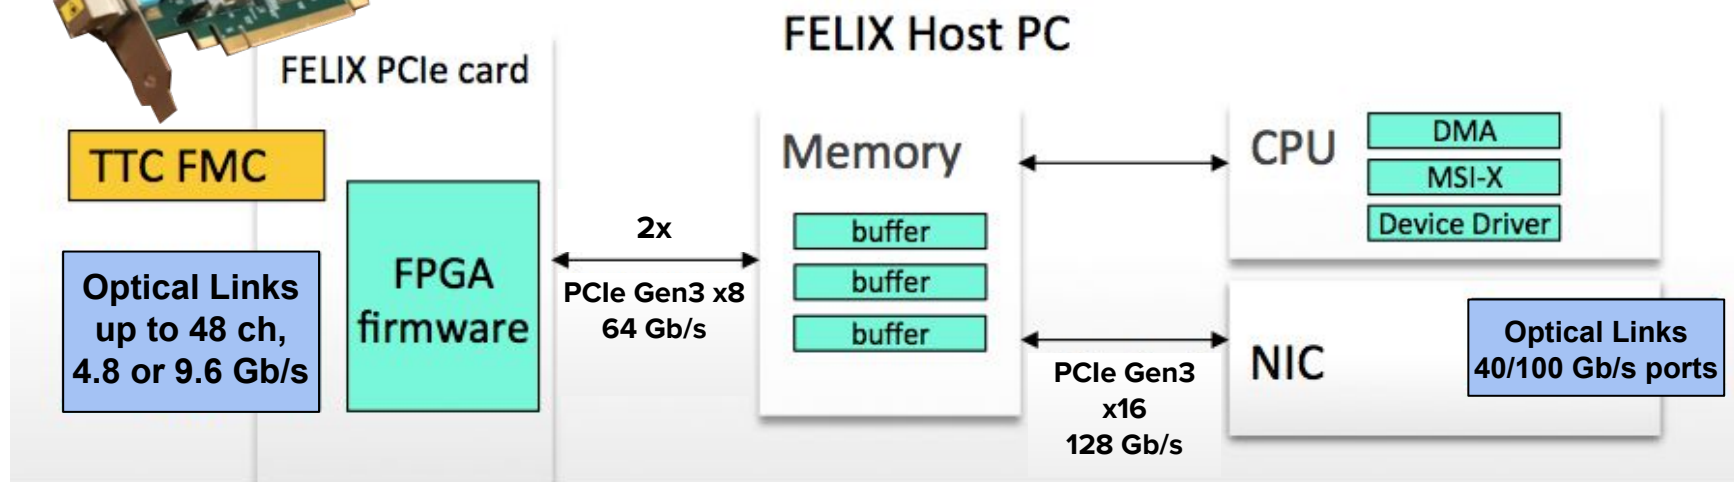 FELIX Host PC
FELIX PCIe card
TTC FMC
Optical Links
up to 48 ch,
4.8 or 9.6 Gb/s
FPGA
firmware
2x
PCIe Gen3 x8
64 Gb/s
Memory
buffer
buffer
buffer
PCIe Gen3
x16
128 Gb/s
CPU
DMA
MSI-X
Device Driver
NIC
Optical Links
40/100 Gb/s ports